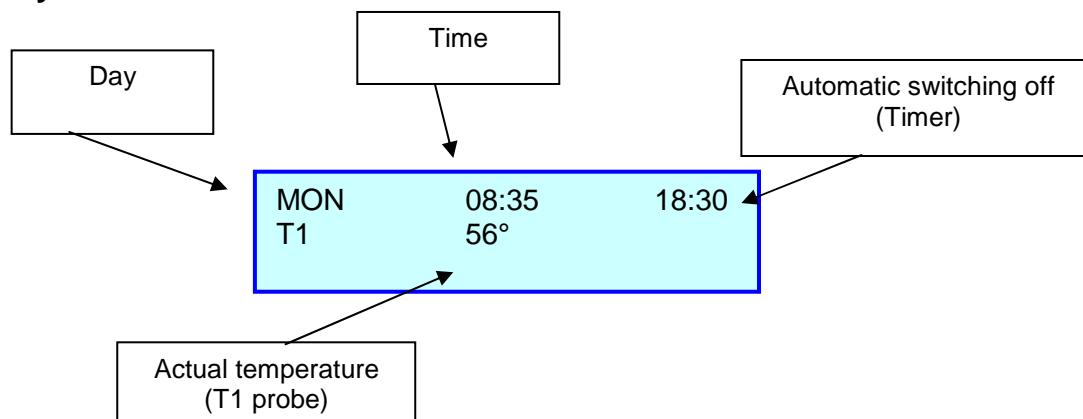 Time
Day
Automatic switching off
(Timer)
MON 08:35 18:30
T1 56°
Actual temperature
(T1 probe)